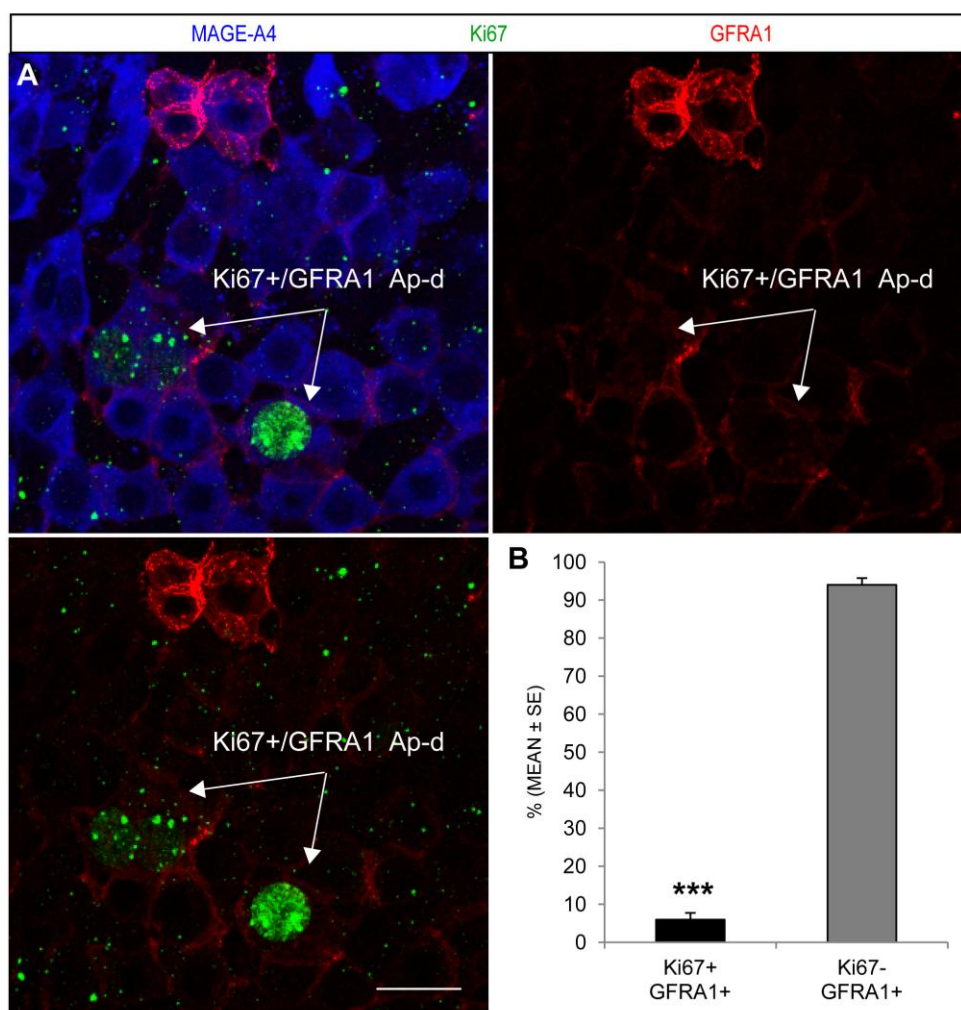 MAGE-A4 Ki67 GFRA1
A
Ki67+/GFRA1 Ap-d
Ki67+/GFRA1 Ap-d
Ki67+/GFRA1 Ap-d
B
% (MEAN ± SE)
100
90
80
70
60
50
40
30
20
10
0
***
Ki67+
GFRA1+
Ki67-
GFRA1+